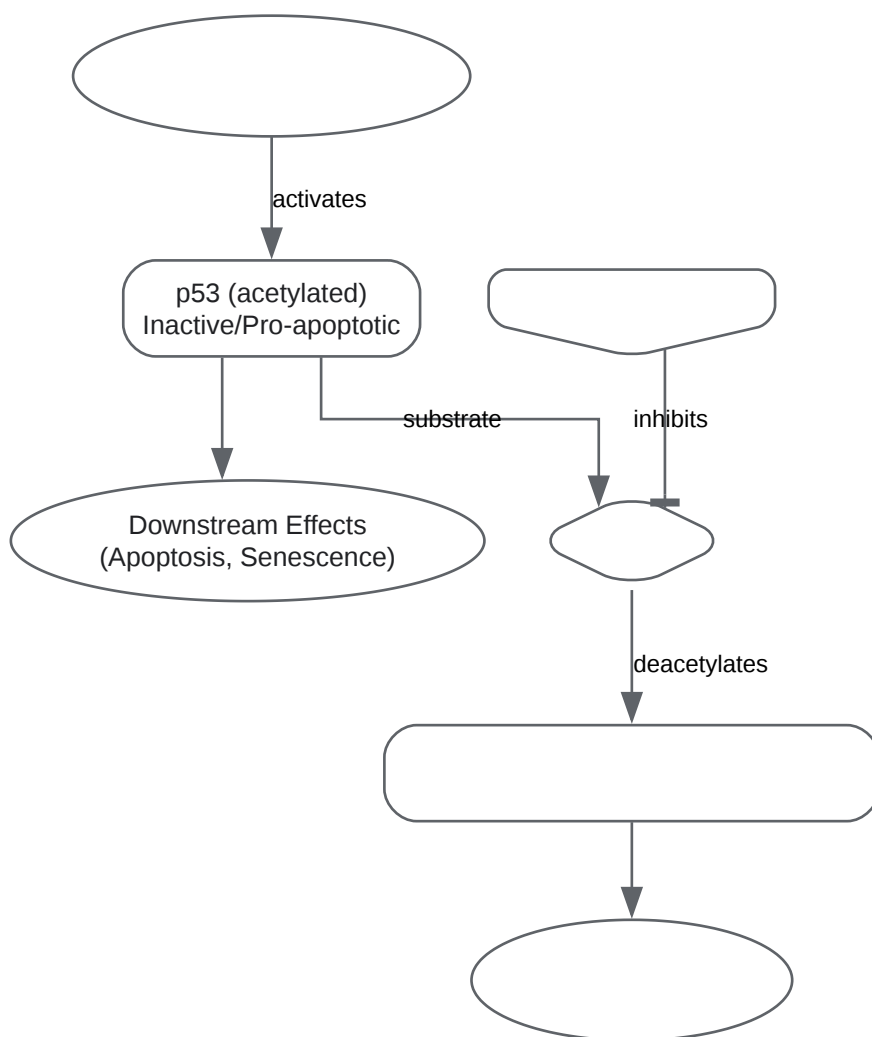 activates
p53 (acetylated)
Inactive/Pro-apoptotic
substrate
inhibits
Downstream Effects
(Apoptosis, Senescence)
deacetylates